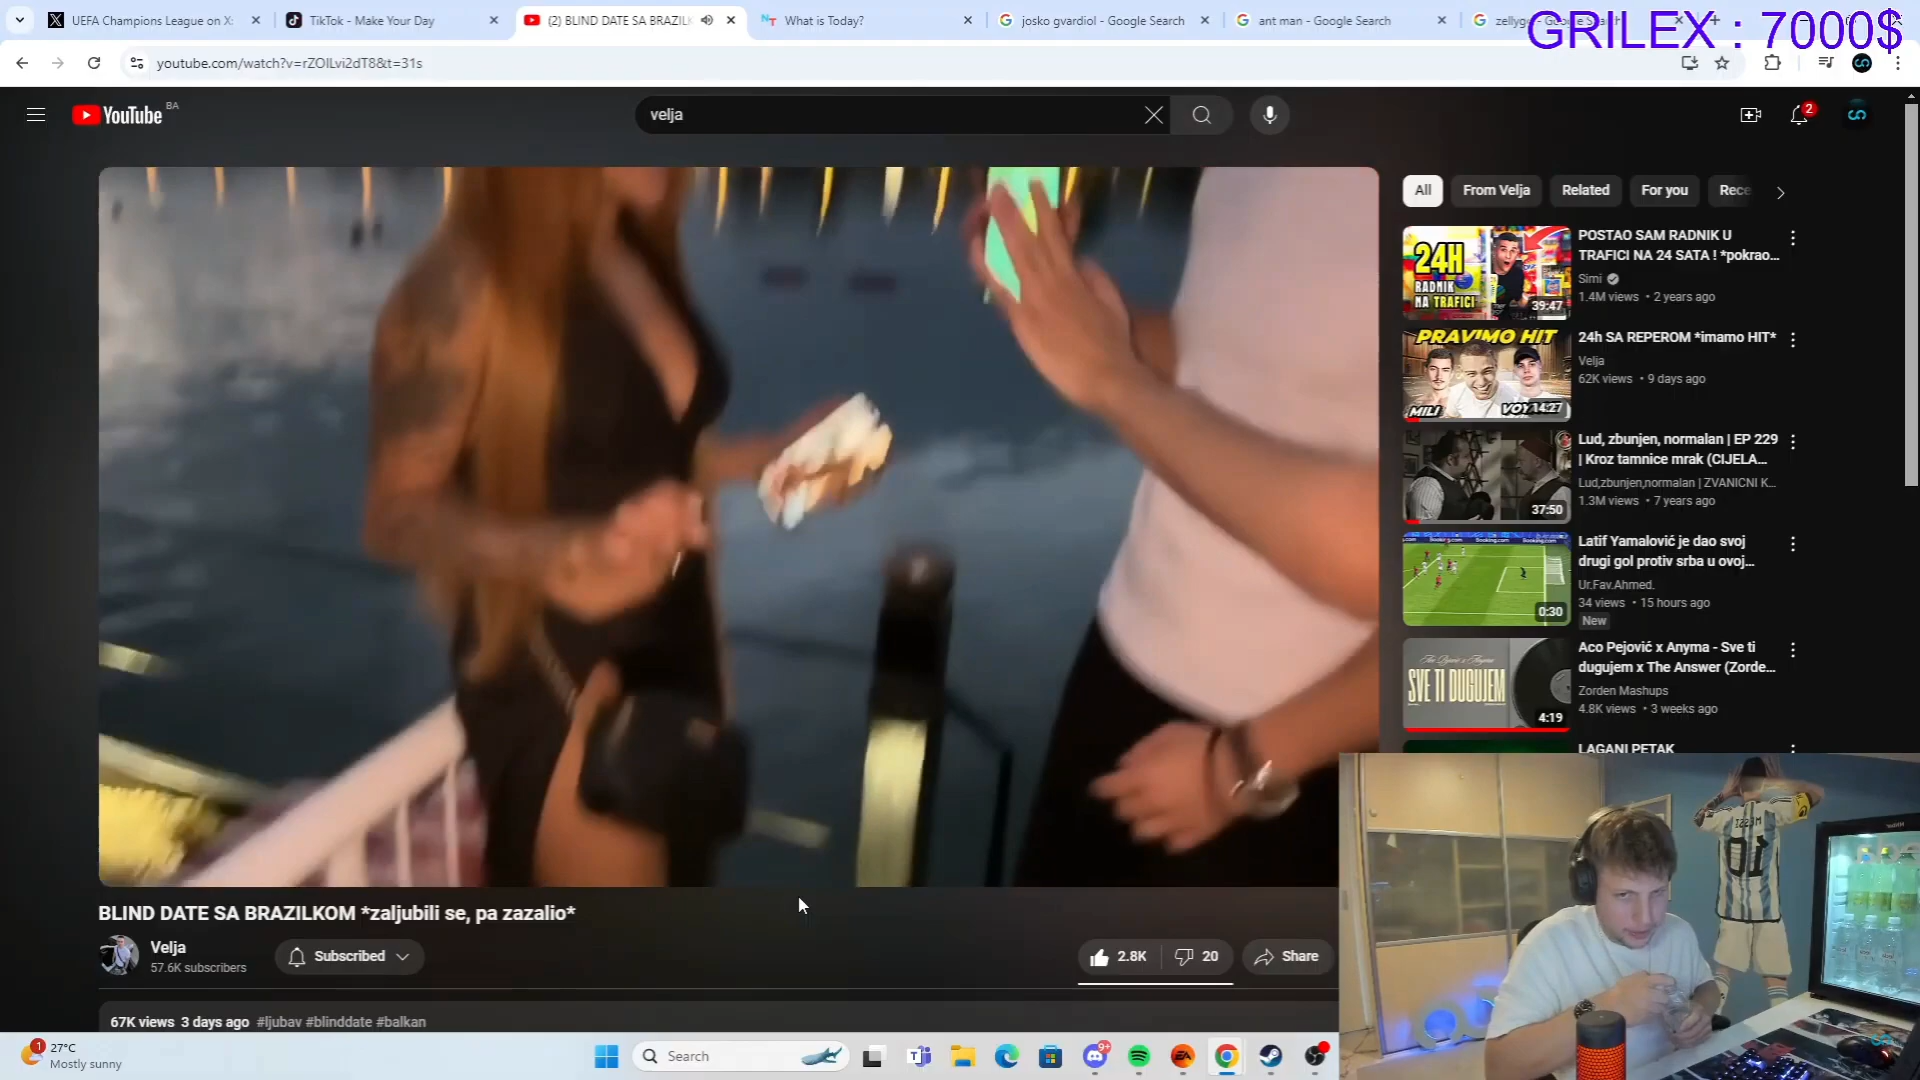 UEFA Champions League on X:
TikTok - Make Your Day
(2) BLIND DATE SA BRAZILK
What is Today?
josko gvardiol - Google Search
ant man - Google Search
GRILEX : 7000$
youtube.com/watch?v=rZOILvi2dT8&t=31s
YouTube BA
velja
2
All
From Velja
Related
For you
Rece
24H
RADNIK
NA TRAFICI
39:47
POSTAO SAM RADNIK U
TRAFICI NA 24 SATA ! *pokrao...
Simi
1.4M views • 2 years ago
PRAVIMO HIT
MILI
VOY
14:27
24h SA REPEROM *imamo HIT*
Velja
62K views • 9 days ago
37:50
Lud, zbunjen, normalan | EP 229
| Kroz tamnice mrak (CIJELA...
Lud,zbunjen,normalan | ZVANICNI K...
1.3M views • 7 years ago
0:30
Latif Yamalović je dao svoj
drugi gol protiv srba u ovoj...
Ur.Fav.Ahmed.
34 views • 15 hours ago
New
SVE TI DUGUJEM
4:19
Aco Pejović x Anyma - Sve ti
dugujem x The Answer (Zorde...
Zorden Mashups
4.8K views • 3 weeks ago
LAGANI PETAK
BLIND DATE SA BRAZILKOM *zaljubili se, pa zazalio*
Velja
57.6K subscribers
Subscribed
2.8K
20
Share
67K views 3 days ago #ljubav #blinddate #balkan
1
27°C
Mostly sunny
Search
9+